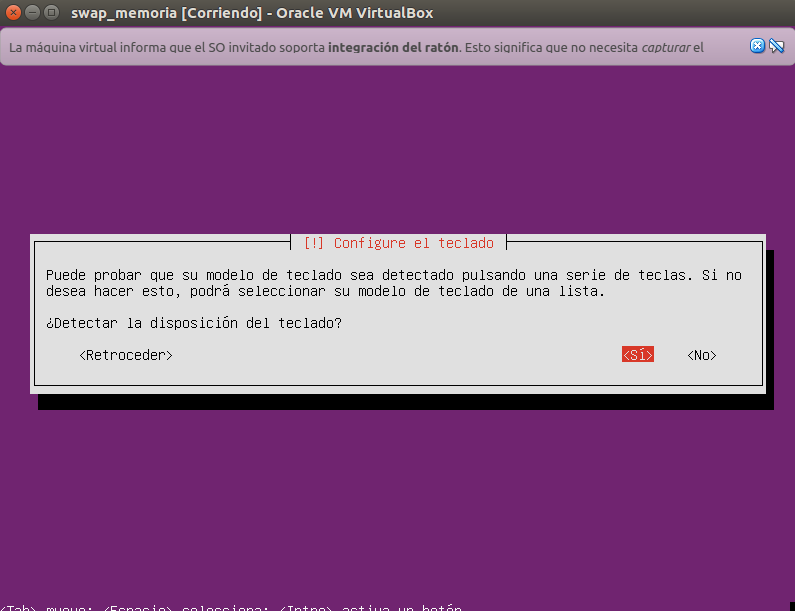 swap_memoria [Corriendo] - Oracle VM VirtualBox
La máquina virtual informa que el SO invitado soporta integración del ratón. Esto significa que no necesita capturar el
[!] Configure el teclado
Puede probar que su modelo de teclado sea detectado pulsando una serie de teclas. Si no
desea hacer esto, podrá seleccionar su modelo de teclado de una lista.
¿Detectar la disposición del teclado?
<Retroceder> <Sí> <No>
<Tab> mueve; <Espacio> selecciona; <Intro> activa un botón